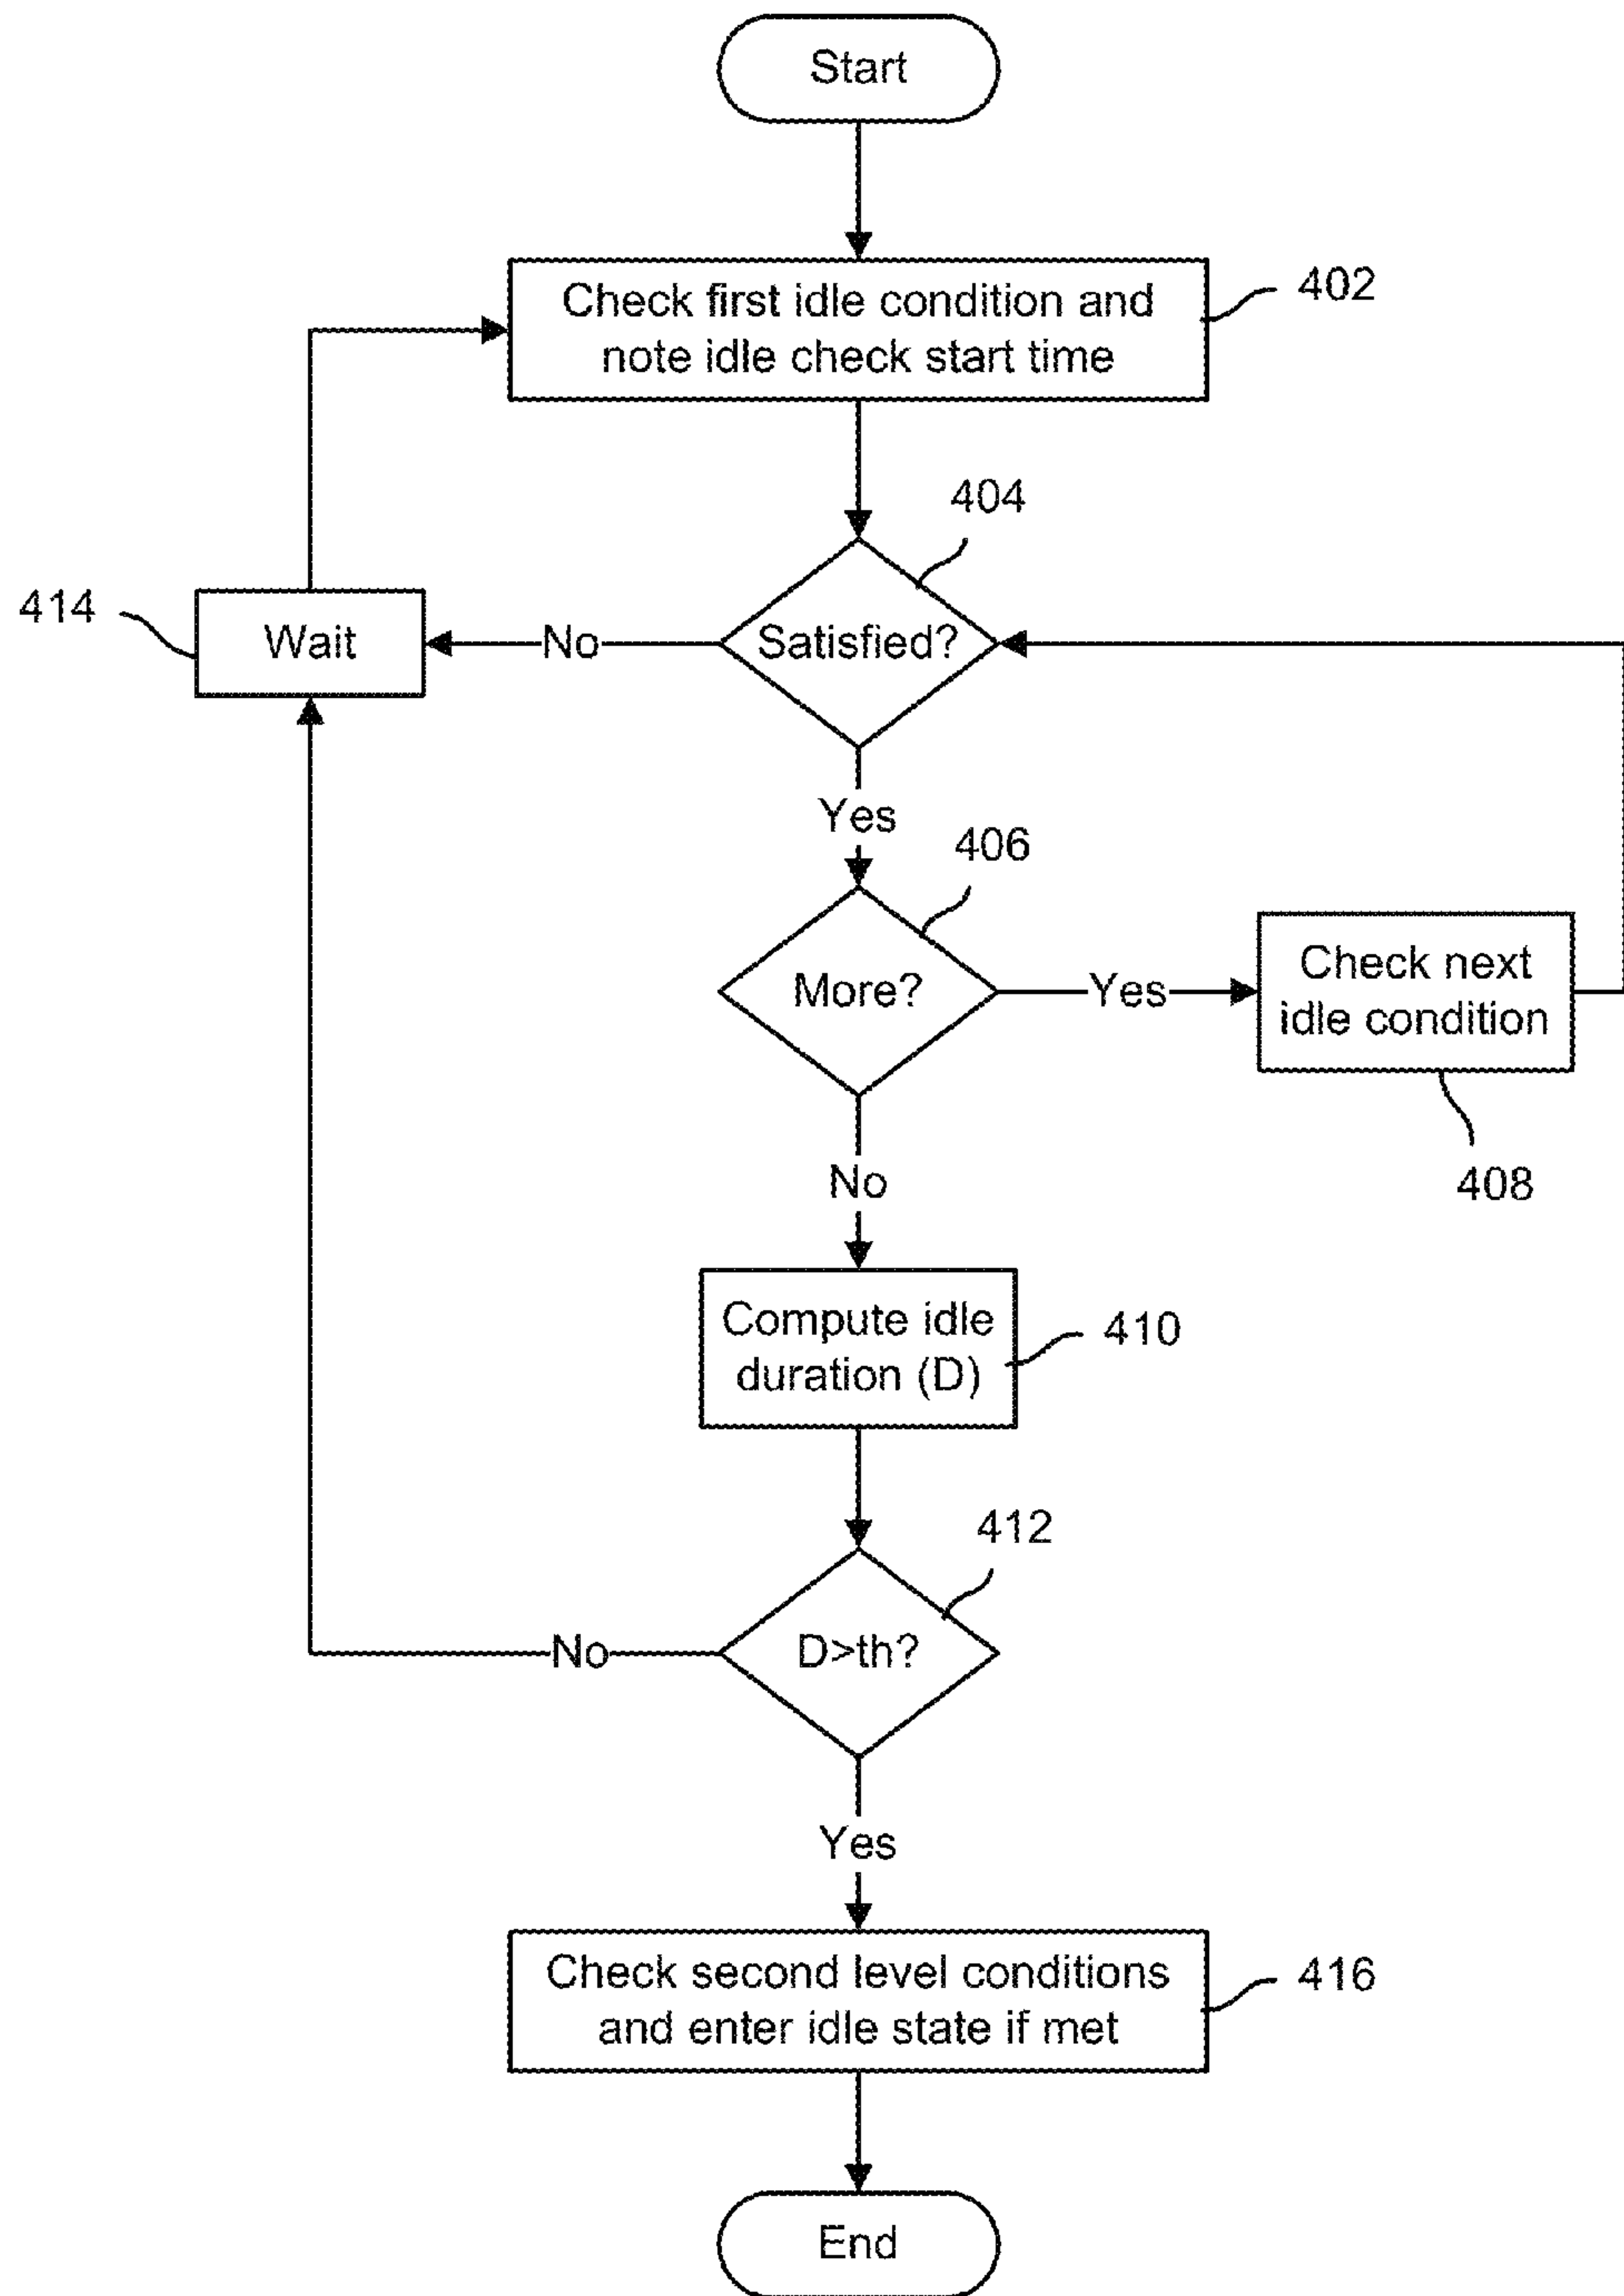 Start
Check first idle condition and
note idle check start time
402
404
414
Wait
No
Satisfied?
Yes
406
More?
Yes
Check next
idle condition
408
No
Compute idle
duration (D)
410
412
No
D>th?
Yes
Check second level conditions
and enter idle state if met
416
End